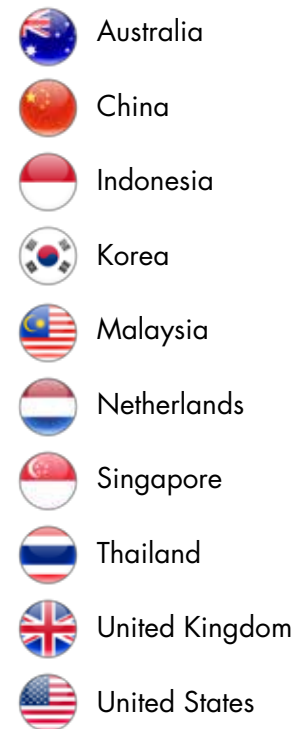 Australia
China
Indonesia
Korea
Malaysia
Netherlands
Singapore
Thailand
United Kingdom
United States